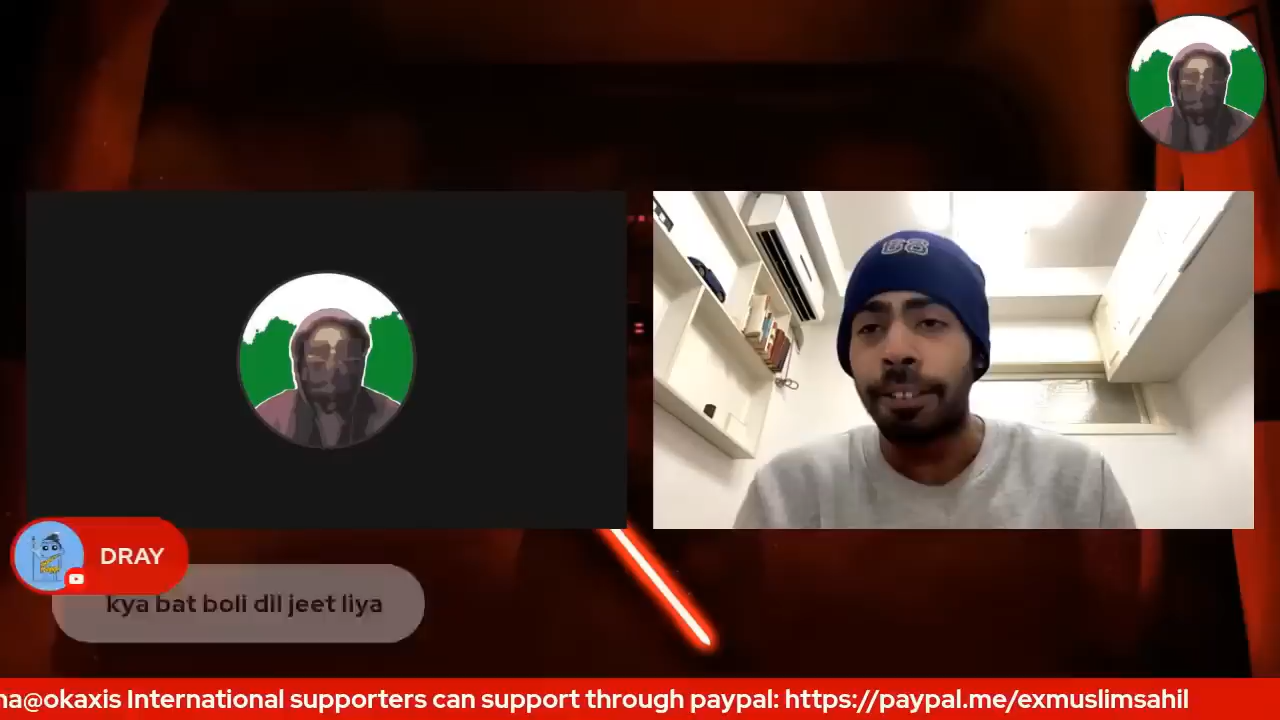 DRAY
kya bat boli dil jeet liya
na@okaxis International supporters can support through paypal: https://paypal.me/exmuslimsahil